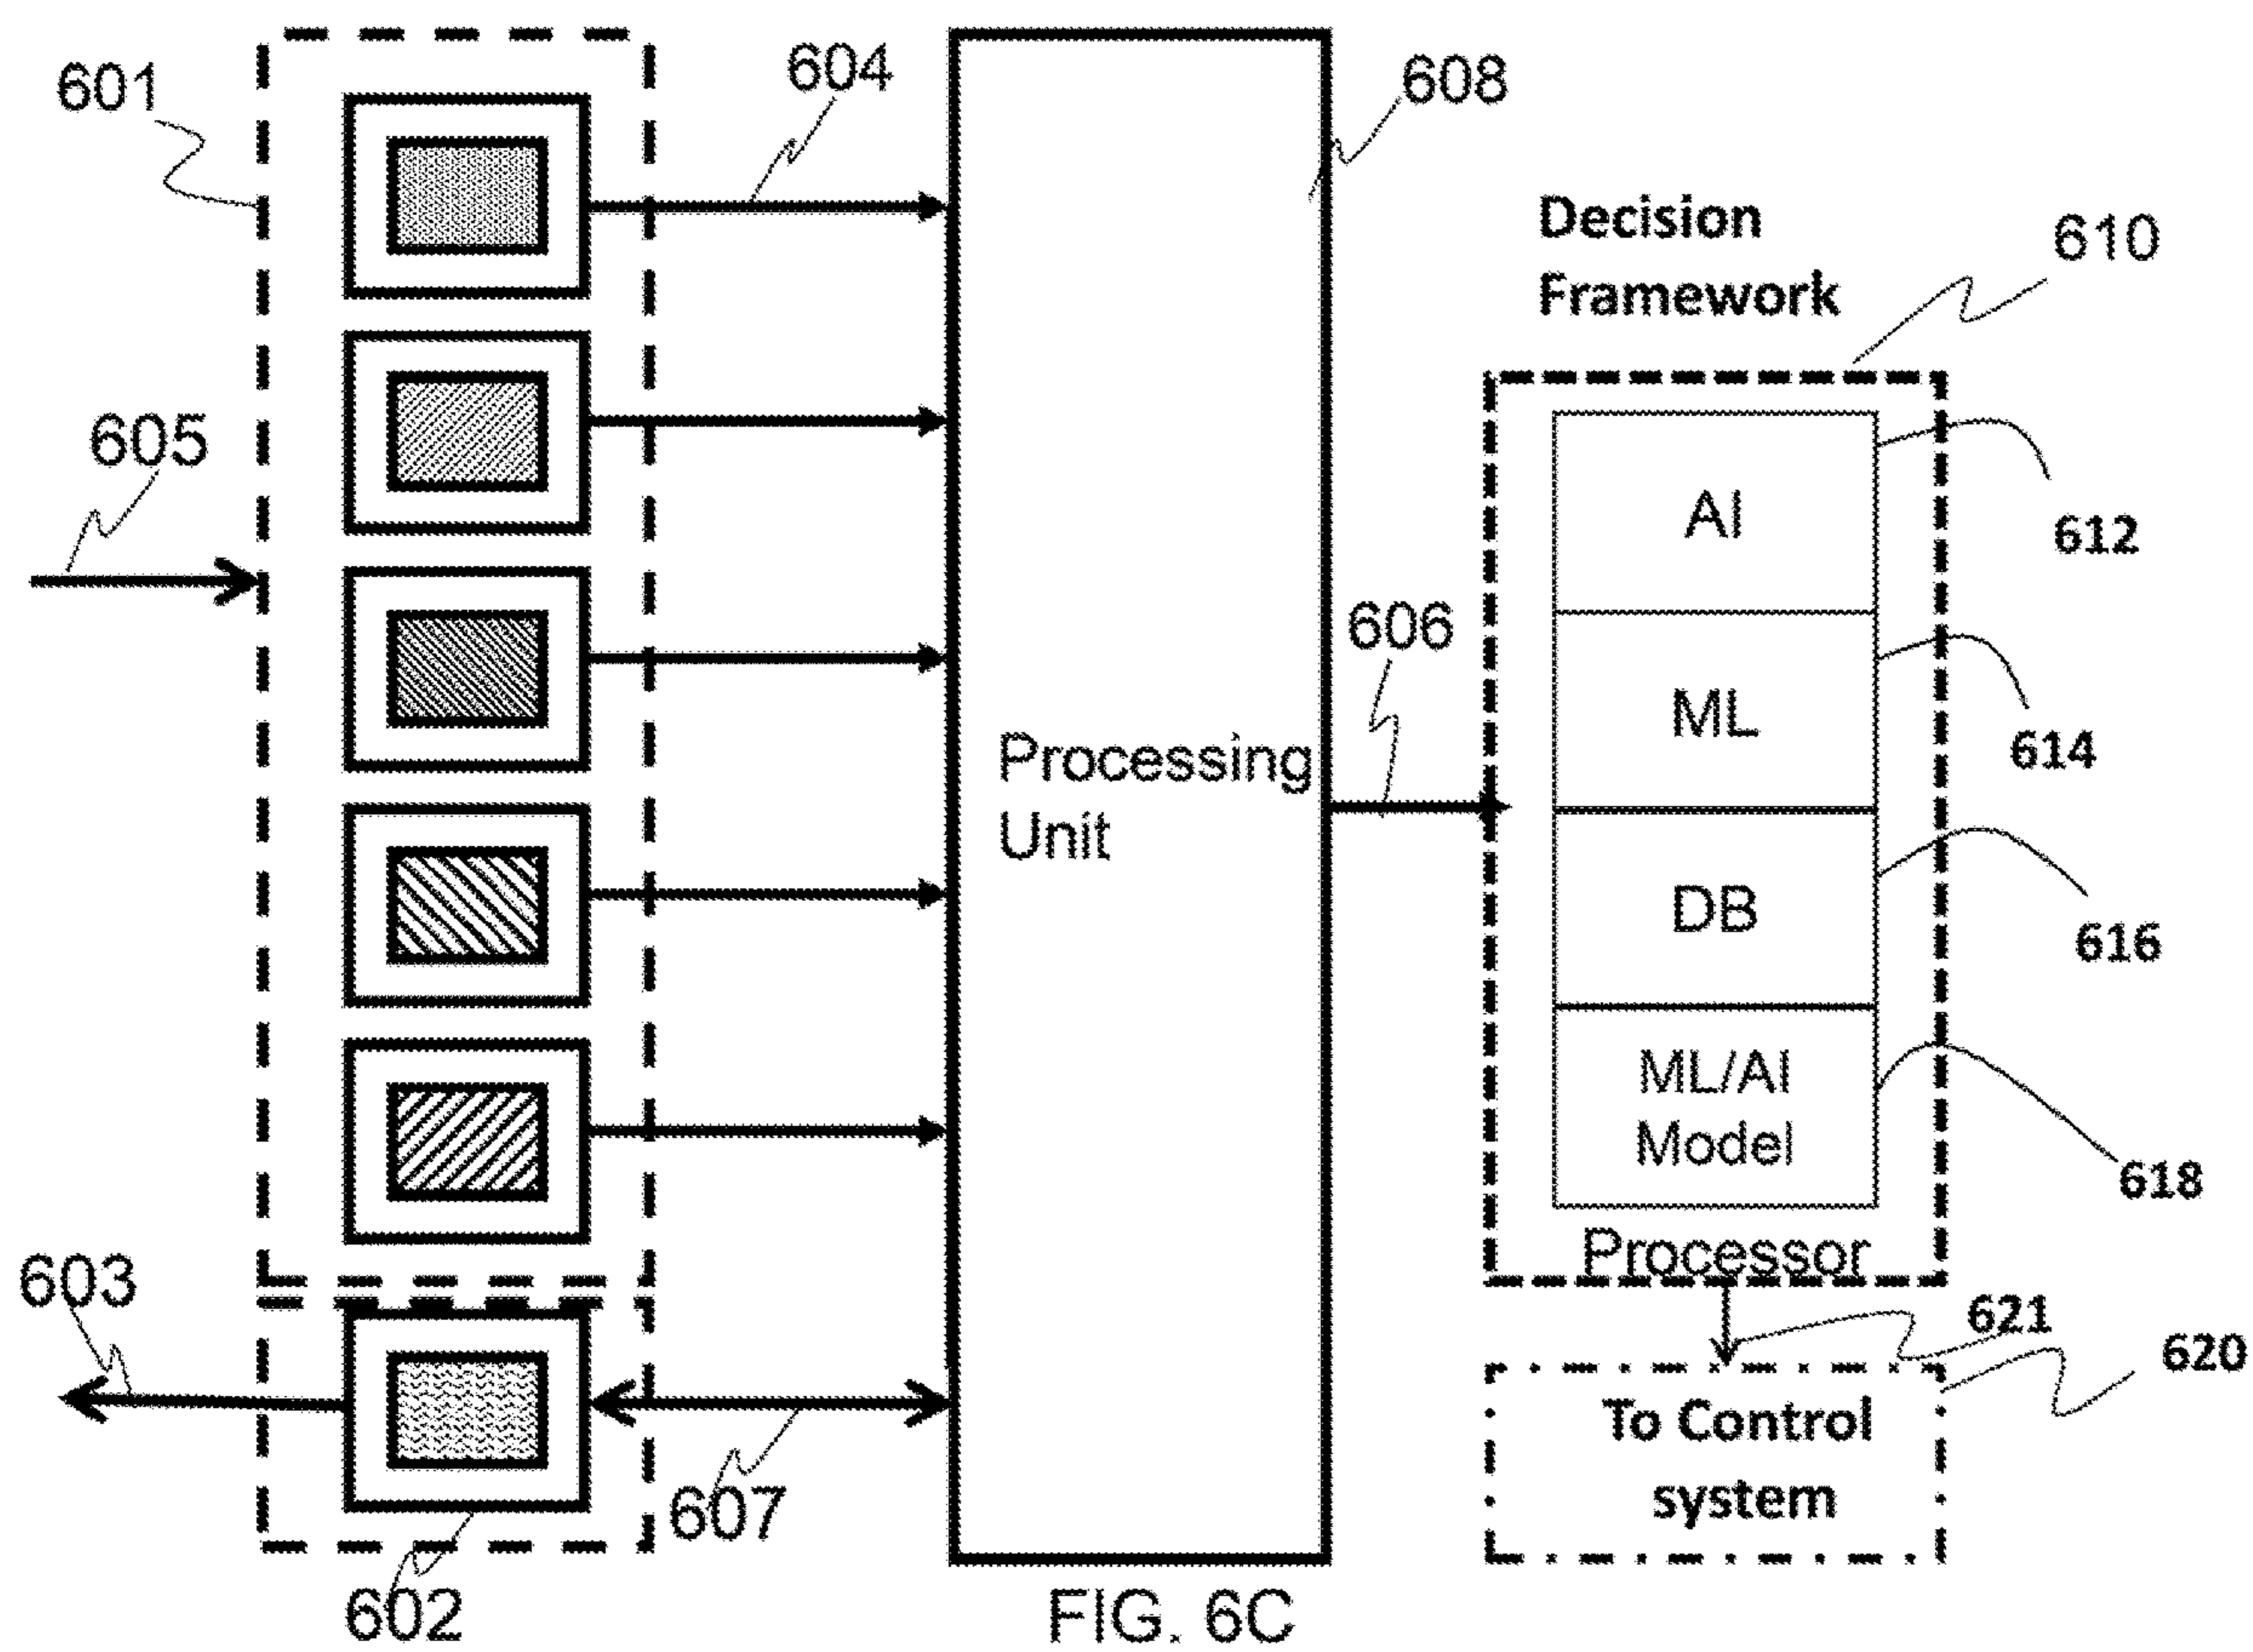 601
604
608
Decision
Framework
610
605
AI
612
606
ML
614
Processing
Unit
DB
616
ML/AI
Model
618
Processor
603
621
620
To Control
system
607
602
FIG. 6C